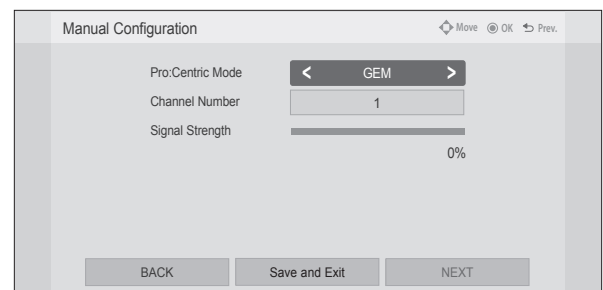 Manual Configuration Move OK Prev.
Pro:Centric Mode < GEM >
Channel Number 1
Signal Strength
0%
BACK Save and Exit NEXT